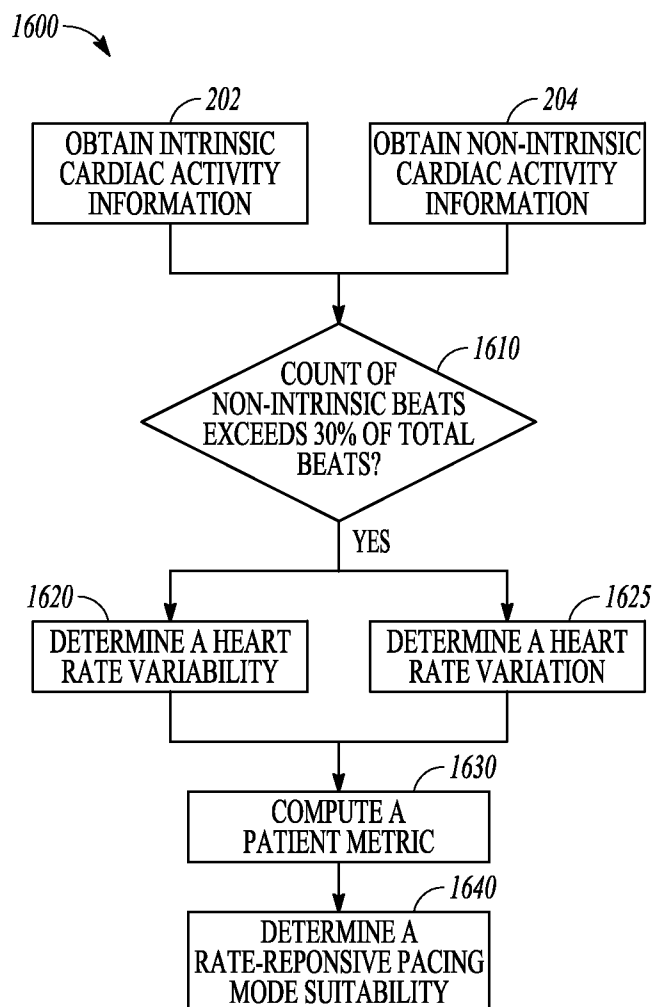 1600
202
204
OBTAIN INTRINSIC
CARDIAC ACTIVITY
INFORMATION
OBTAIN NON-INTRINSIC
CARDIAC ACTIVITY
INFORMATION
1610
COUNT OF
NON-INTRINSIC BEATS
EXCEEDS 30% OF TOTAL
BEATS?
YES
1620
1625
DETERMINE A HEART
RATE VARIABILITY
DETERMINE A HEART
RATE VARIATION
1630
COMPUTE A
PATIENT METRIC
1640
DETERMINE A
RATE-REPONSIVE PACING
MODE SUITABILITY